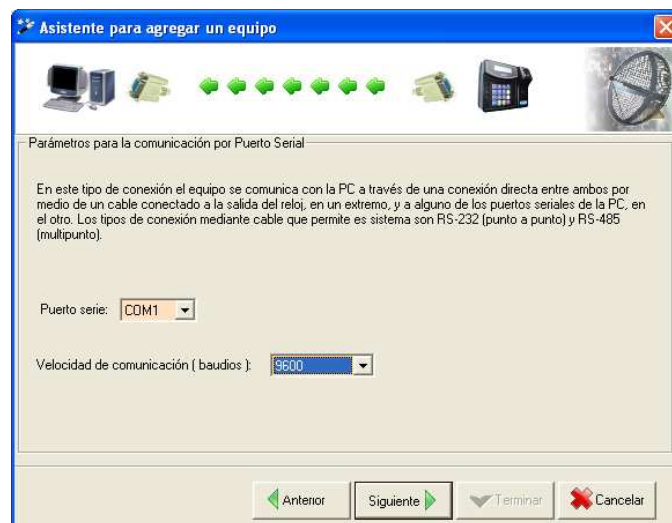 Asistente para agregar un equipo
Parámetros para la comunicación por Puerto Serial
En este tipo de conexión el equipo se comunica con la PC a través de una conexión directa entre ambos por
medio de un cable conectado a la salida del reloj, en un extremo, y a alguno de los puertos seriales de la PC, en
el otro. Los tipos de conexión mediante cable que permite es sistema son RS-232 (punto a punto) y RS-485
(multipunto).
Puerto serie: COM1
Velocidad de comunicación ( baudios ): 9600
Anterior Siguiente Terminar Cancelar